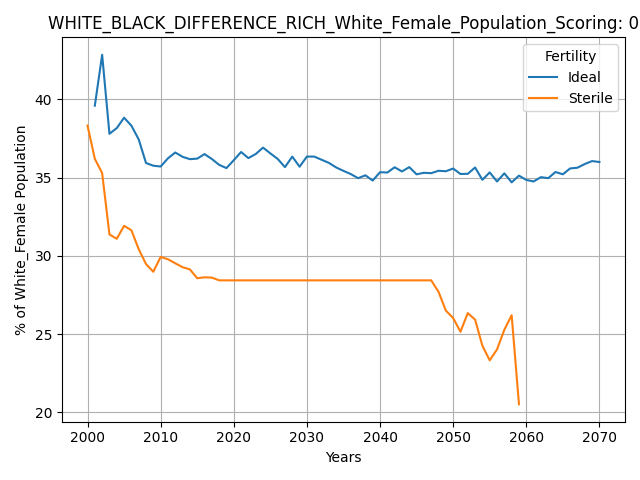 WHITE_BLACK_DIFFERENCE_RICH_White_Female_Population_Scoring: 0
Fertility
Ideal
Sterile
% of White_Female Population
40
35
30
25
20
2000 2010 2020 2030 2040 2050 2060 2070
Years